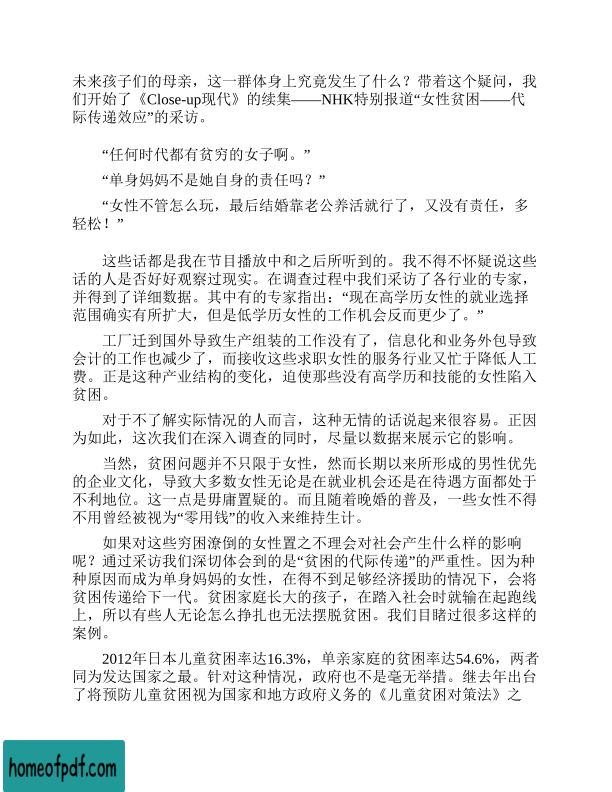 未来孩子们的母亲，这一群体身上究竟发生了什么？带着这个疑问，我
们开始了《Close-up现代》的续集——NHK特别报道“女性贫困——代
际传递效应”的采访。
“任何时代都有贫穷的女子啊。”
“单身妈妈不是她自身的责任吗？”
“女性不管怎么玩，最后结婚靠老公养活就行了，又没有责任，多
轻松！”
这些话都是我在节目播放中和之后所听到的。我不得不怀疑说这些
话的人是否好好观察过现实。在调查过程中我们采访了各行业的专家，
并得到了详细数据。其中有的专家指出：“现在高学历女性的就业选择
范围确实有所扩大，但是低学历女性的工作机会反而更少了。”
工厂迁到国外导致生产组装的工作没有了，信息化和业务外包导致
会计的工作也减少了，而接收这些求职女性的服务行业又忙于降低人工
费。正是这种产业结构的变化，迫使那些没有高学历和技能的女性陷入
贫困。
对于不了解实际情况的人而言，这种无情的话说起来很容易。正因
为如此，这次我们在深入调查的同时，尽量以数据来展示它的影响。
当然，贫困问题并不只限于女性，然而长期以来所形成的男性优先
的企业文化，导致大多数女性无论是在就业机会还是在待遇方面都处于
不利地位。这一点是毋庸置疑的。而且随着晚婚的普及，一些女性不得
不用曾经被视为“零用钱”的收入来维持生计。
如果对这些穷困潦倒的女性置之不理会对社会产生什么样的影响
呢？通过采访我们深切体会到的是“贫困的代际传递”的严重性。因为种
种原因而成为单身妈妈的女性，在得不到足够经济援助的情况下，会将
贫困传递给下一代。贫困家庭长大的孩子，在踏入社会时就输在起跑线
上，所以有些人无论怎么挣扎也无法摆脱贫困。我们目睹过很多这样的
案例。
2012年日本儿童贫困率达16.3%，单亲家庭的贫困率达54.6%，两者
同为发达国家之最。针对这种情况，政府也不是毫无举措。继去年出台
了将预防儿童贫困视为国家和地方政府义务的《儿童贫困对策法》之
homeofpdf.com